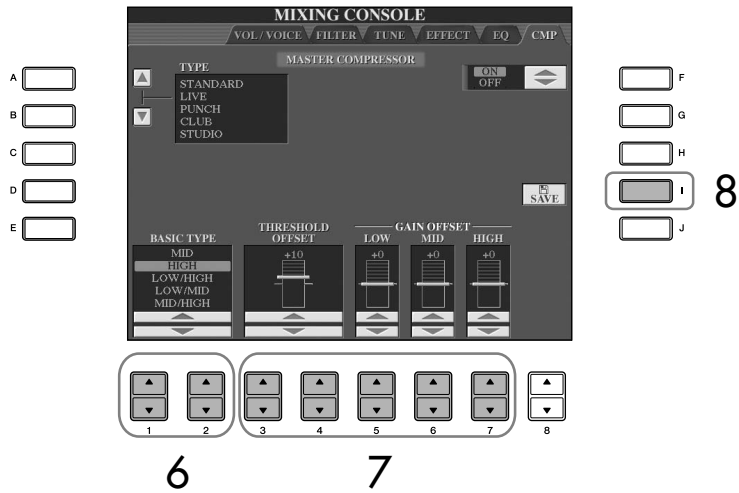 MIXING CONSOLE
VOL / VOICE FILTER TUNE EFFECT EQ CMP
MASTER COMPRESSOR
TYPE
STANDARD
LIVE
PUNCH
CLUB
STUDIO
ON
OFF
A
B
C
D
E
F
G
H
I
J
8
SAVE
BASIC TYPE
MID
HIGH
LOW/HIGH
LOW/MID
MID/HIGH
THRESHOLD
OFFSET
+10
GAIN OFFSET
LOW MID HIGH
+0 +0 +0
1 2 3 4 5 6 7 8
6 7